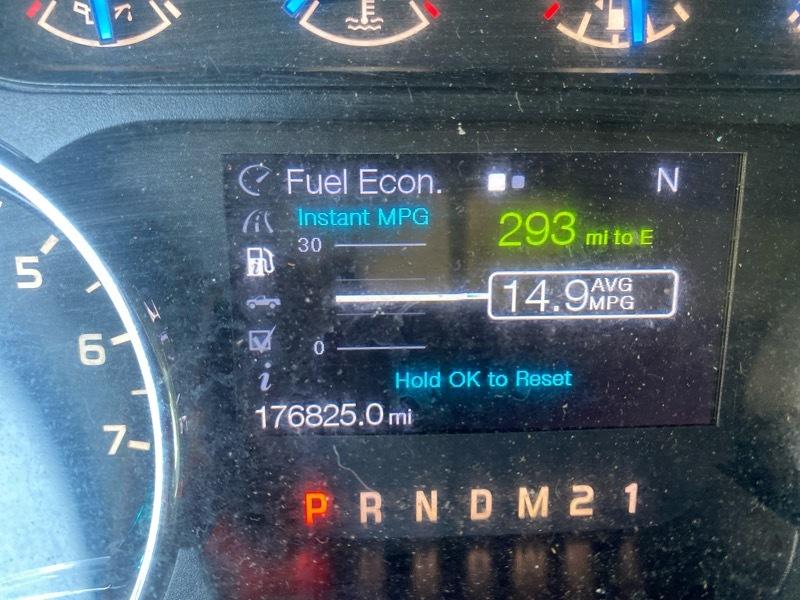 Fuel Econ. N
Instant MPG
293 mi to E
30
14.9 AVG MPG
0
Hold OK to Reset
176825.0 mi
5
6
7
P R N D M 2 1